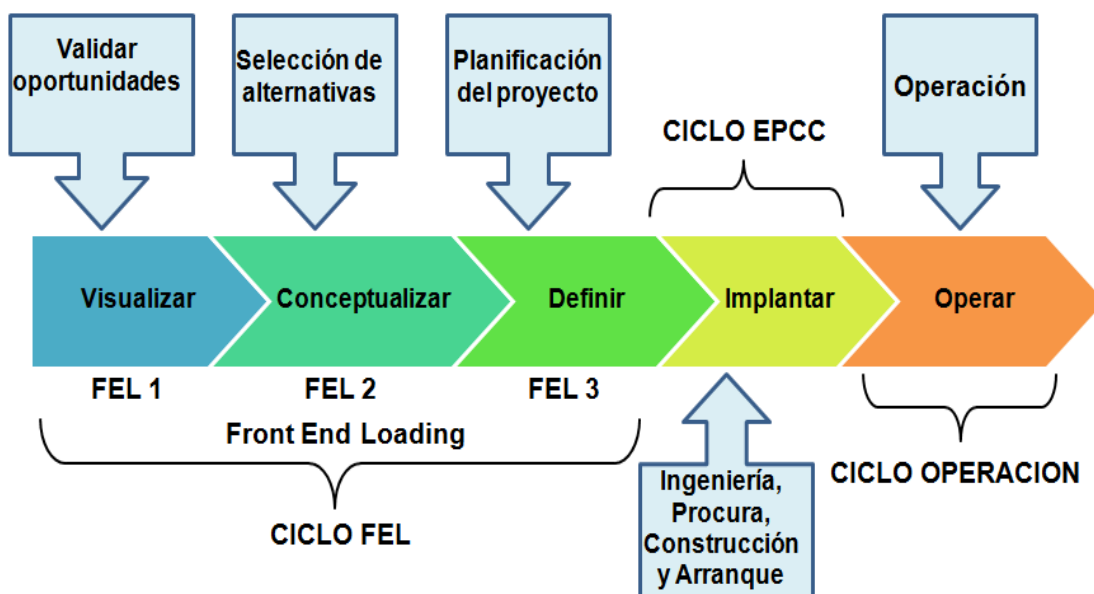 Validar
oportunidades
Selección de
alternativas
Planificación
del proyecto
Operación
CICLO EPCC
Visualizar
Conceptualizar
Definir
Implantar
Operar
FEL 1
FEL 2
FEL 3
Front End Loading
CICLO FEL
Ingeniería,
Procura,
Construcción
y Arranque
CICLO OPERACION